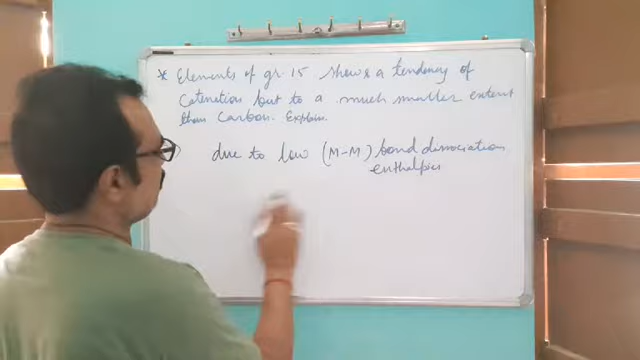 * Elements of gr. 15 shows a tendency of
Catenation but to a much smaller extent
than Carbon. Explain.
due to low (M-M) bond dissociation
enthalpies